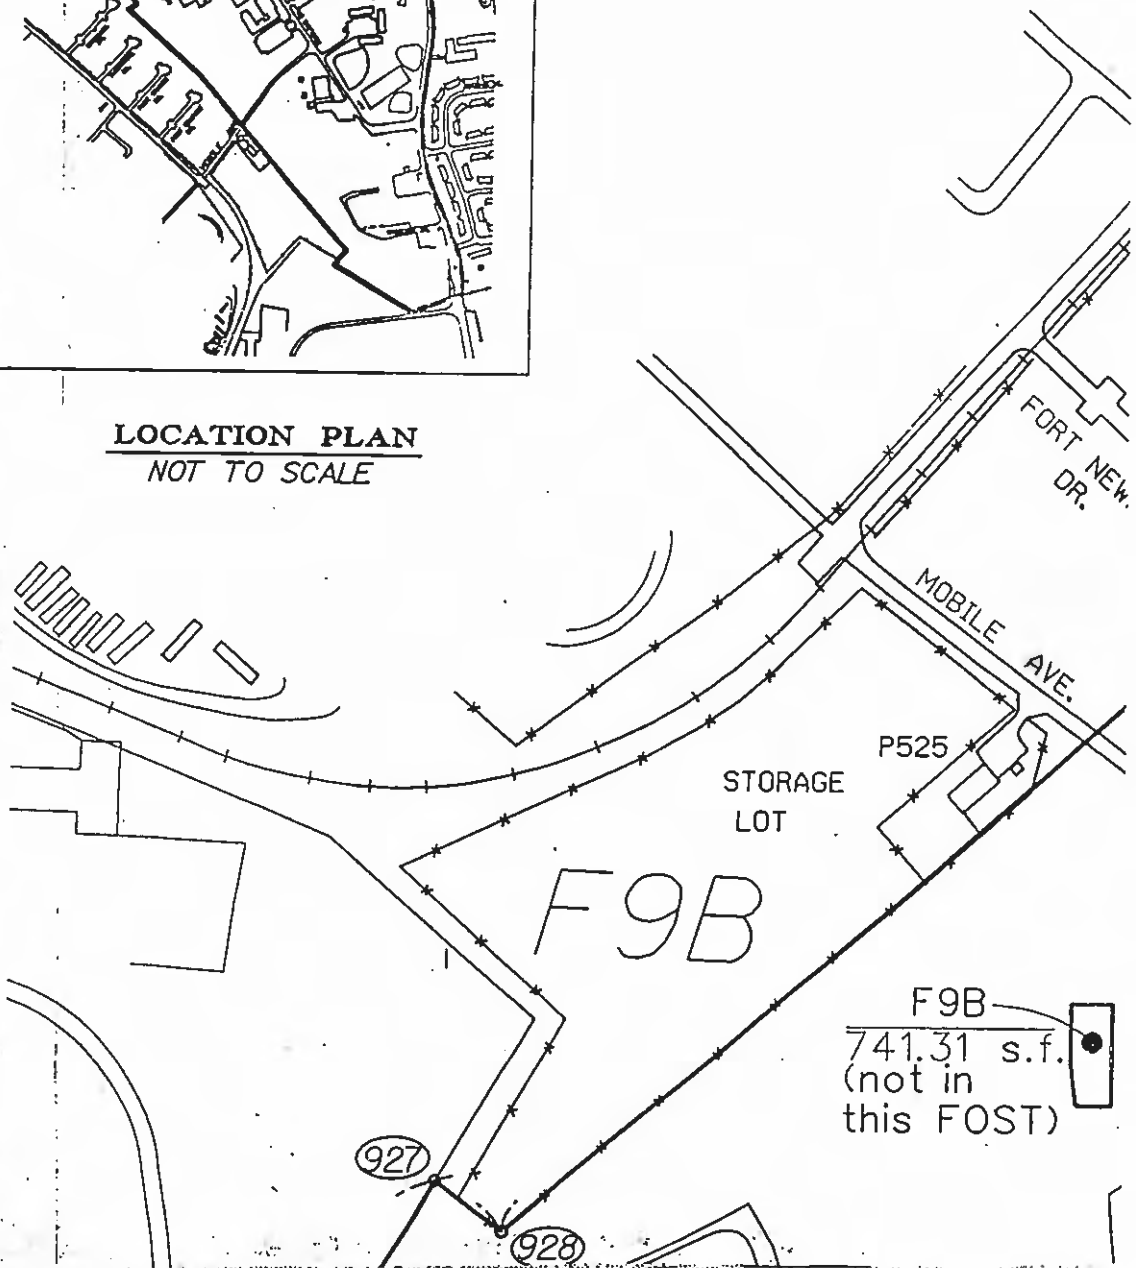 LOCATION PLAN
NOT TO SCALE
FORT NEW.
DR.
MOBILE AVE.
P525
STORAGE
LOT
F9B
F9B
741.31 s.f.
(not in
this FOST)
927
928